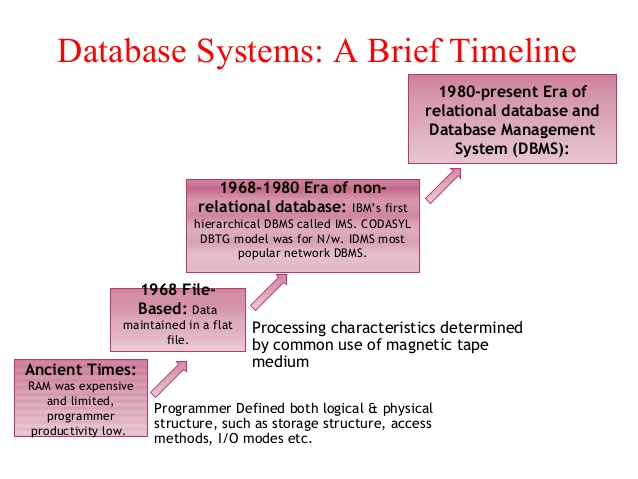 Database Systems: A Brief Timeline
1980-present Era of
relational database and
Database Management
System (DBMS):
1968-1980 Era of non-
relational database: IBM's first
hierarchical DBMS called IMS. CODASYL
DBTG model was for N/w. IDMS most
popular network DBMS.
1968 File-
Based: Data
maintained in a flat
file.
Processing characteristics determined
by common use of magnetic tape
medium
Ancient Times:
RAM was expensive
and limited,
programmer
productivity low.
Programmer Defined both logical & physical
structure, such as storage structure, access
methods, I/O modes etc.